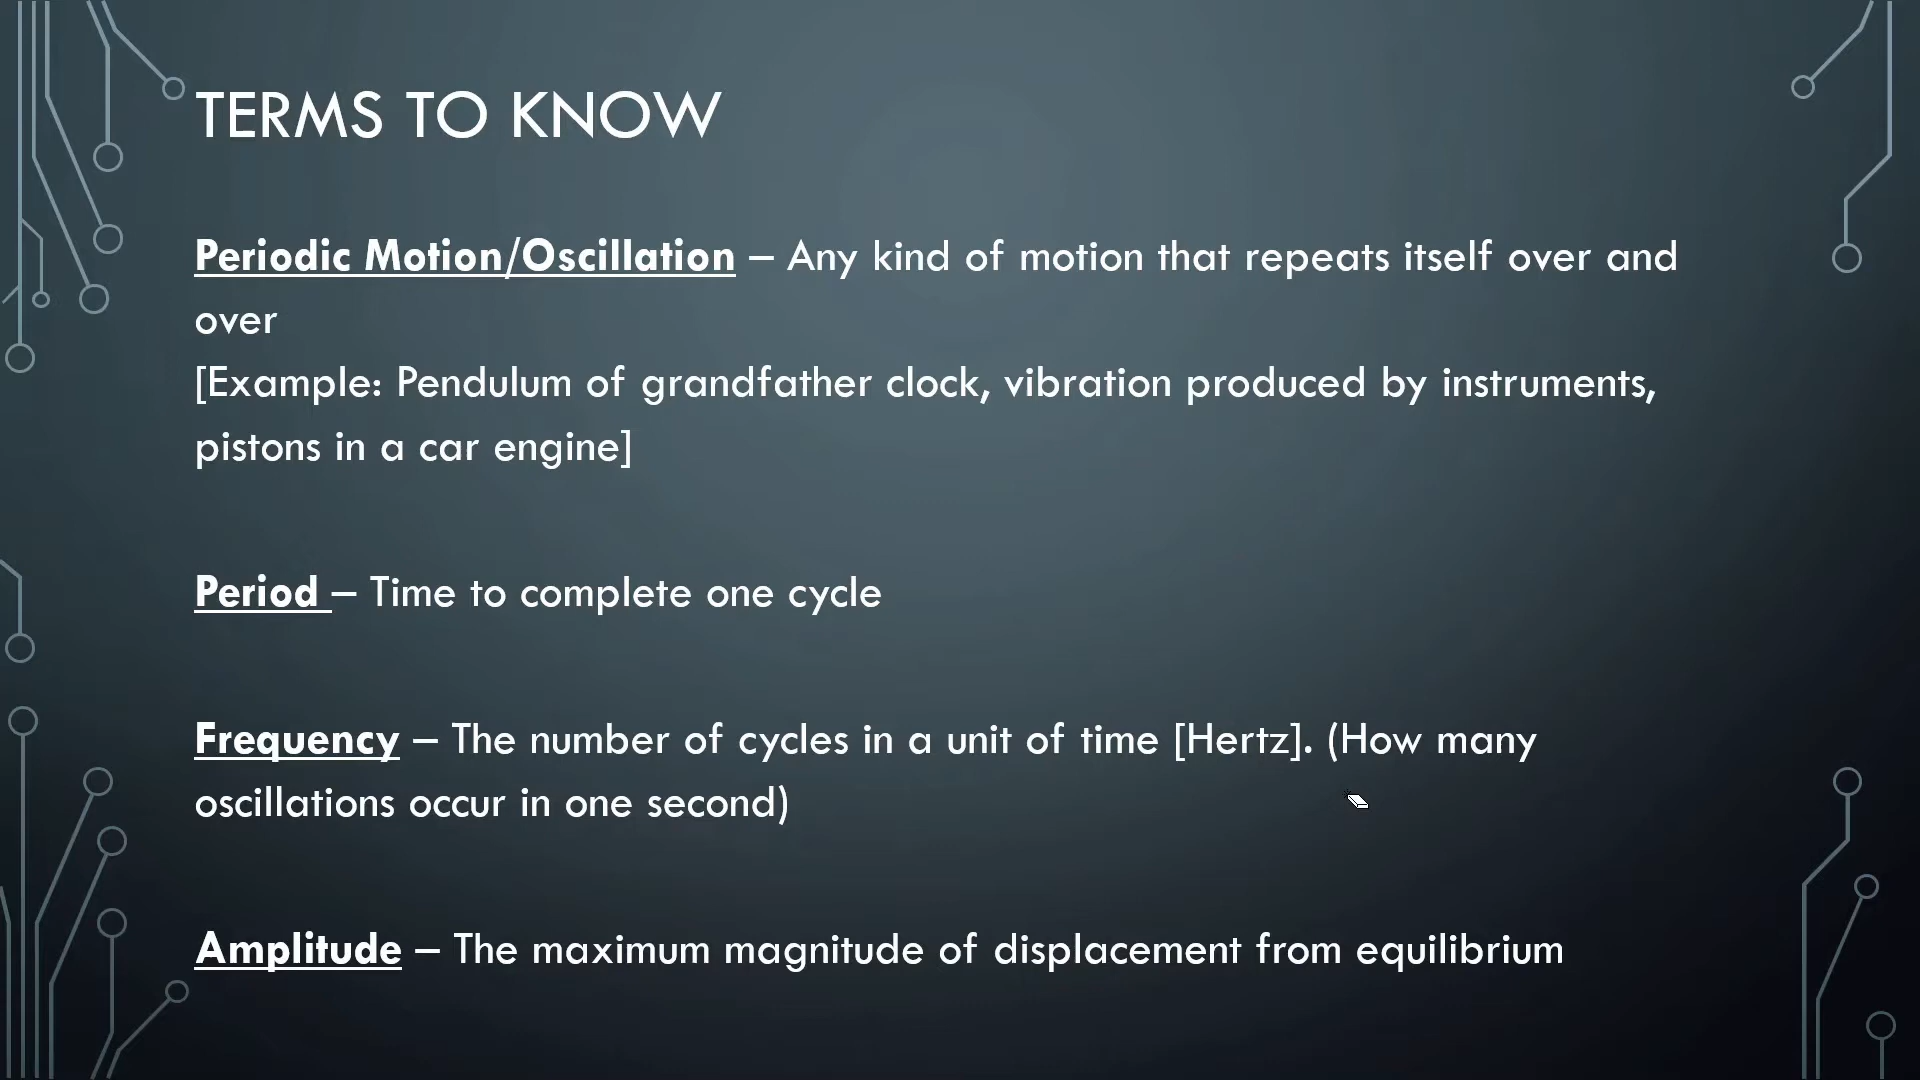 TERMS TO KNOW
Periodic Motion/Oscillation – Any kind of motion that repeats itself over and
over
[Example: Pendulum of grandfather clock, vibration produced by instruments,
pistons in a car engine]
Period – Time to complete one cycle
Frequency – The number of cycles in a unit of time [Hertz]. (How many
oscillations occur in one second)
Amplitude – The maximum magnitude of displacement from equilibrium